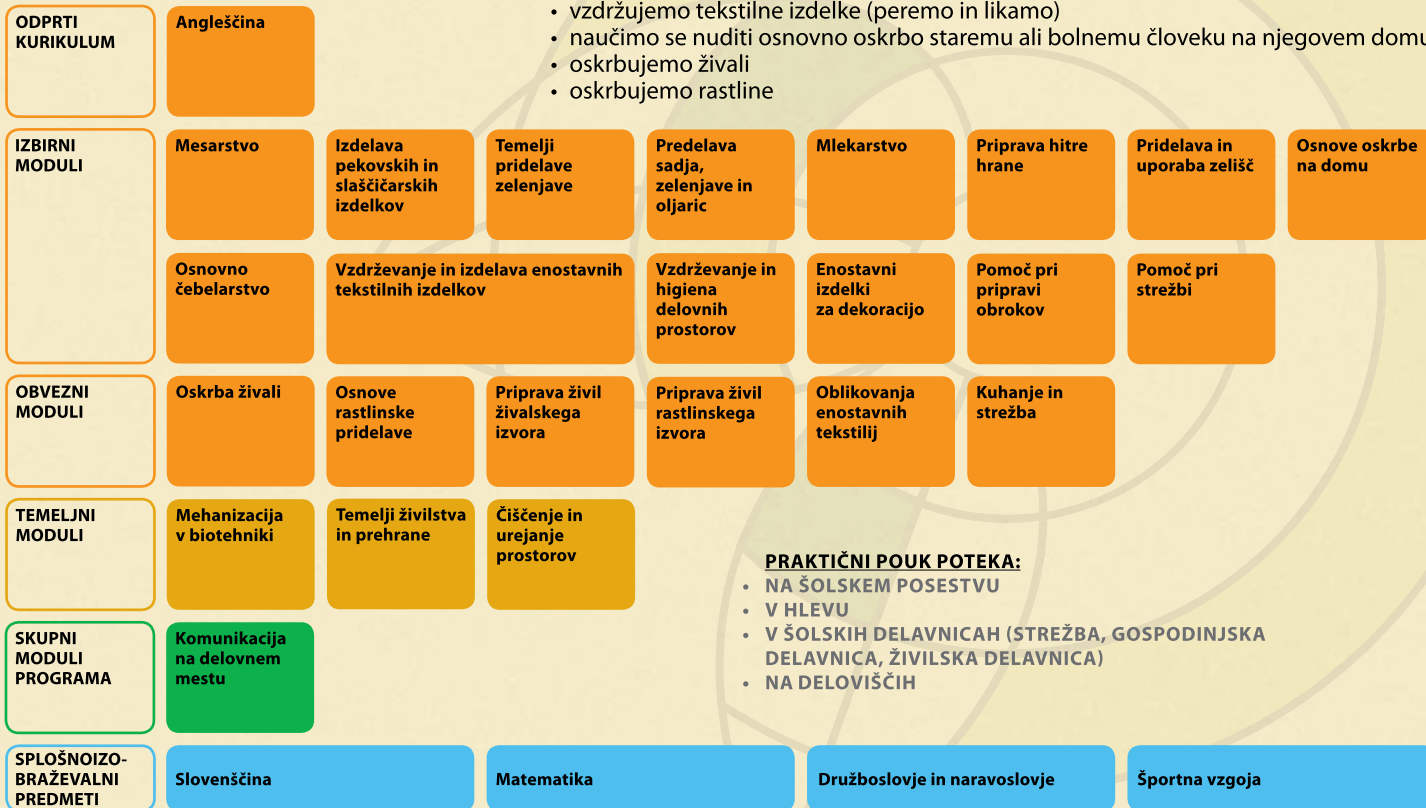 • vzdržujemo tekstilne izdelke (peremo in likamo)
• naučimo se nuditi osnovno oskrbo staremu ali bolnemu človeku na njegovem domu
• oskrbujemo živali
• oskrbujemo rastline
ODPRTI
KURIKULUM
Angleščina
IZBIRNI
MODULI
Mesarstvo
Izdelava
pekovskih in
slaščičarskih
izdelkov
Temelji
pridelave
zelenjave
Predelava
sadja,
zelenjave in
oljaric
Mlekarstvo
Priprava hitre
hrane
Pridelava in
uporaba zelišč
Osnove oskrbe
na domu
Osnovno
čebelarstvo
Vzdrževanje in izdelava enostavnih
tekstilnih izdelkov
Vzdrževanje in
higiena
delovnih
prostorov
Enostavni
izdelki
za dekoracijo
Pomoč pri
pripravi
obrokov
Pomoč pri
strežbi
OBVEZNI
MODULI
Oskrba živali
Osnove
rastlinske
pridelave
Priprava živil
živalskega
izvora
Priprava živil
rastlinskega
izvora
Oblikovanja
enostavnih
tekstilij
Kuhanje in
strežba
TEMELJNI
MODULI
Mehanizacija
v biotehniki
Temelji živilstva
in prehrane
Čiščenje in
urejanje
prostorov
PRAKTIČNI POUK POTEKA:
• NA ŠOLSKEM POSESTVU
• V HLEVU
• V ŠOLSKIH DELAVNICAH (STREŽBA, GOSPODINJSKA
DELAVNICA, ŽIVILSKA DELAVNICA)
• NA DELOVIŠČIH
SKUPNI
MODULI
PROGRAMA
Komunikacija
na delovnem
mestu
SPLOŠNOIZO-
BRAŽEVALNI
PREDMETI
Slovenščina
Matematika
Družboslovje in naravoslovje
Športna vzgoja